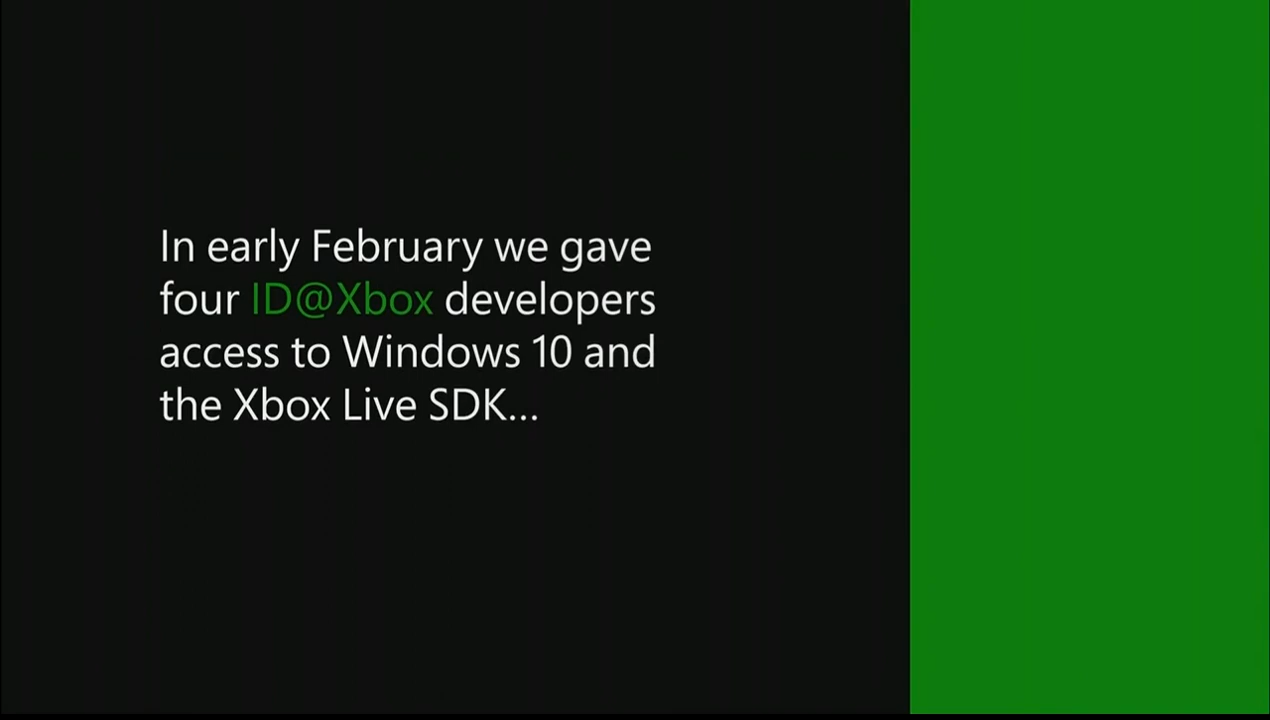 In early February we gave
four ID@Xbox developers
access to Windows 10 and
the Xbox Live SDK...